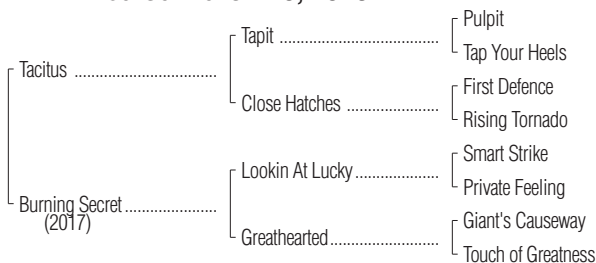 Pulpit
Tapit
Tap Your Heels
Tacitus
First Defence
Close Hatches
Rising Tornado
Smart Strike
Lookin At Lucky
Private Feeling
Burning Secret
(2017)
Giant's Causeway
Greathearted
Touch of Greatness